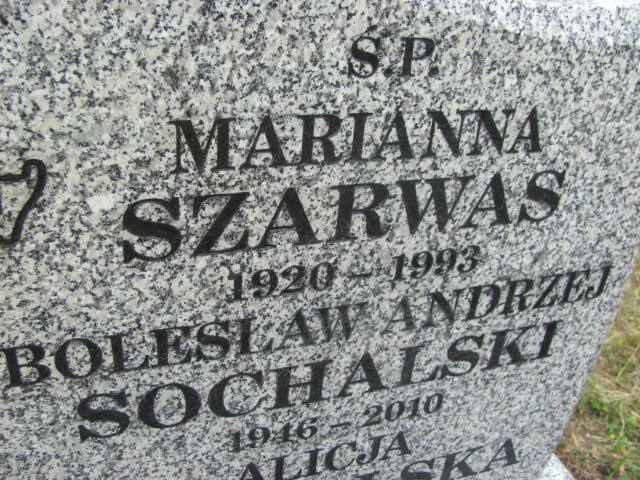 Ś.P.
MARIANNA
SZARWAS
1920 – 1993
BOLESŁAW ANDRZEJ
SOCHALSKI
1946 – 2010
ALICJA